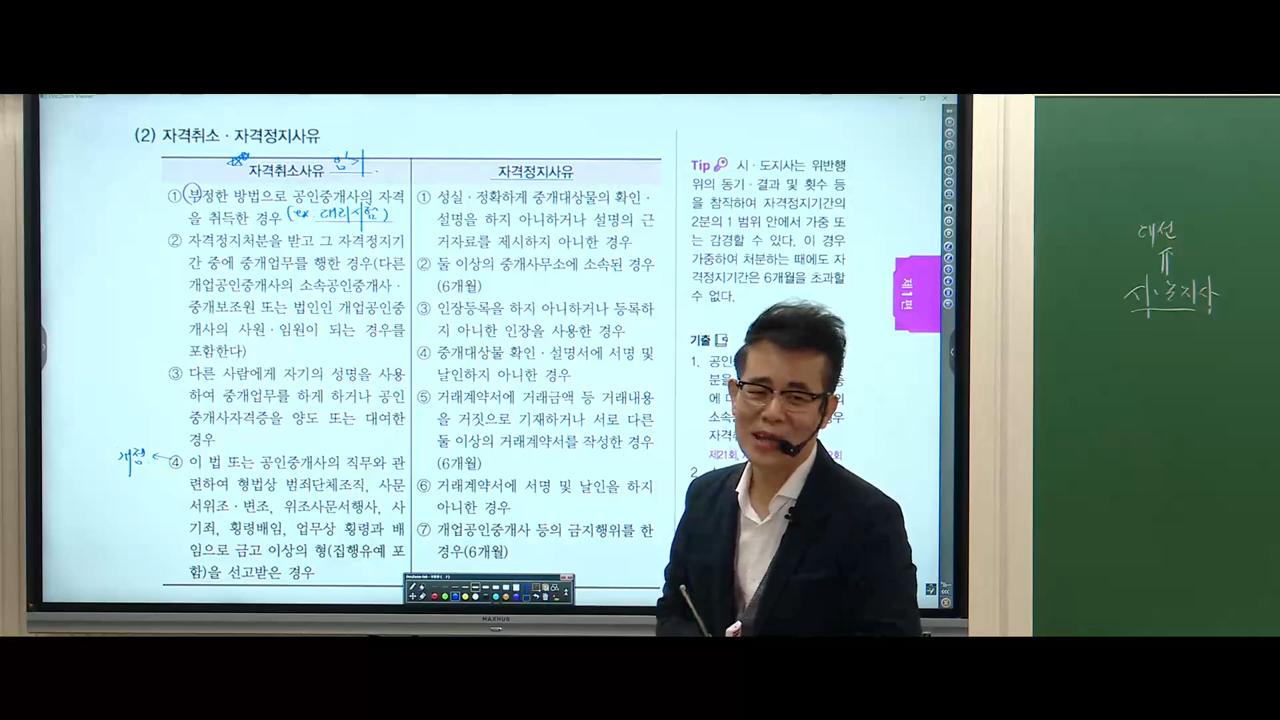 (2) 자격취소 · 자격정지사유
자격취소사유
① 부정한 방법으로 공인중개사의 자격
을 취득한 경우 (ex 대리시험)
② 자격정지처분을 받고 그 자격정지기
간 중에 중개업무를 행한 경우(다른
개업공인중개사의 소속공인중개사 ·
중개보조원 또는 법인인 개업공인중
개사의 사원 · 임원이 되는 경우를
포함한다)
③ 다른 사람에게 자기의 성명을 사용
하여 중개업무를 하게 하거나 공인
중개사자격증을 양도 또는 대여한
경우
개정
④ 이 법 또는 공인중개사의 직무와 관
련하여 형법상 범죄단체조직, 사문
서위조 · 변조, 위조사문서행사, 사
기죄, 횡령배임, 업무상 횡령과 배
임으로 금고 이상의 형(집행유예 포
함)을 선고받은 경우
자격정지사유
① 성실 · 정확하게 중개대상물의 확인 ·
설명을 하지 아니하거나 설명의 근
거자료를 제시하지 아니한 경우
② 둘 이상의 중개사무소에 소속된 경우
(6개월)
③ 인장등록을 하지 아니하거나 등록하
지 아니한 인장을 사용한 경우
④ 중개대상물 확인 · 설명서에 서명 및
날인하지 아니한 경우
⑤ 거래계약서에 거래금액 등 거래내용
을 거짓으로 기재하거나 서로 다른
둘 이상의 거래계약서를 작성한 경우
(6개월)
⑥ 거래계약서에 서명 및 날인을 하지
아니한 경우
⑦ 개업공인중개사 등의 금지행위를 한
경우(6개월)
Tip 시 · 도지사는 위반행
위의 동기 · 결과 및 횟수 등
을 참작하여 자격정지기간의
2분의 1 범위 안에서 가중 또
는 감경할 수 있다. 이 경우
가중하여 처분하는 때에도 자
격정지기간은 6개월을 초과할
수 없다.
기출
1. 공인
분을
에
소속
자격
제21회,
2.
제1편
MAXHUB
대선
시·도지사